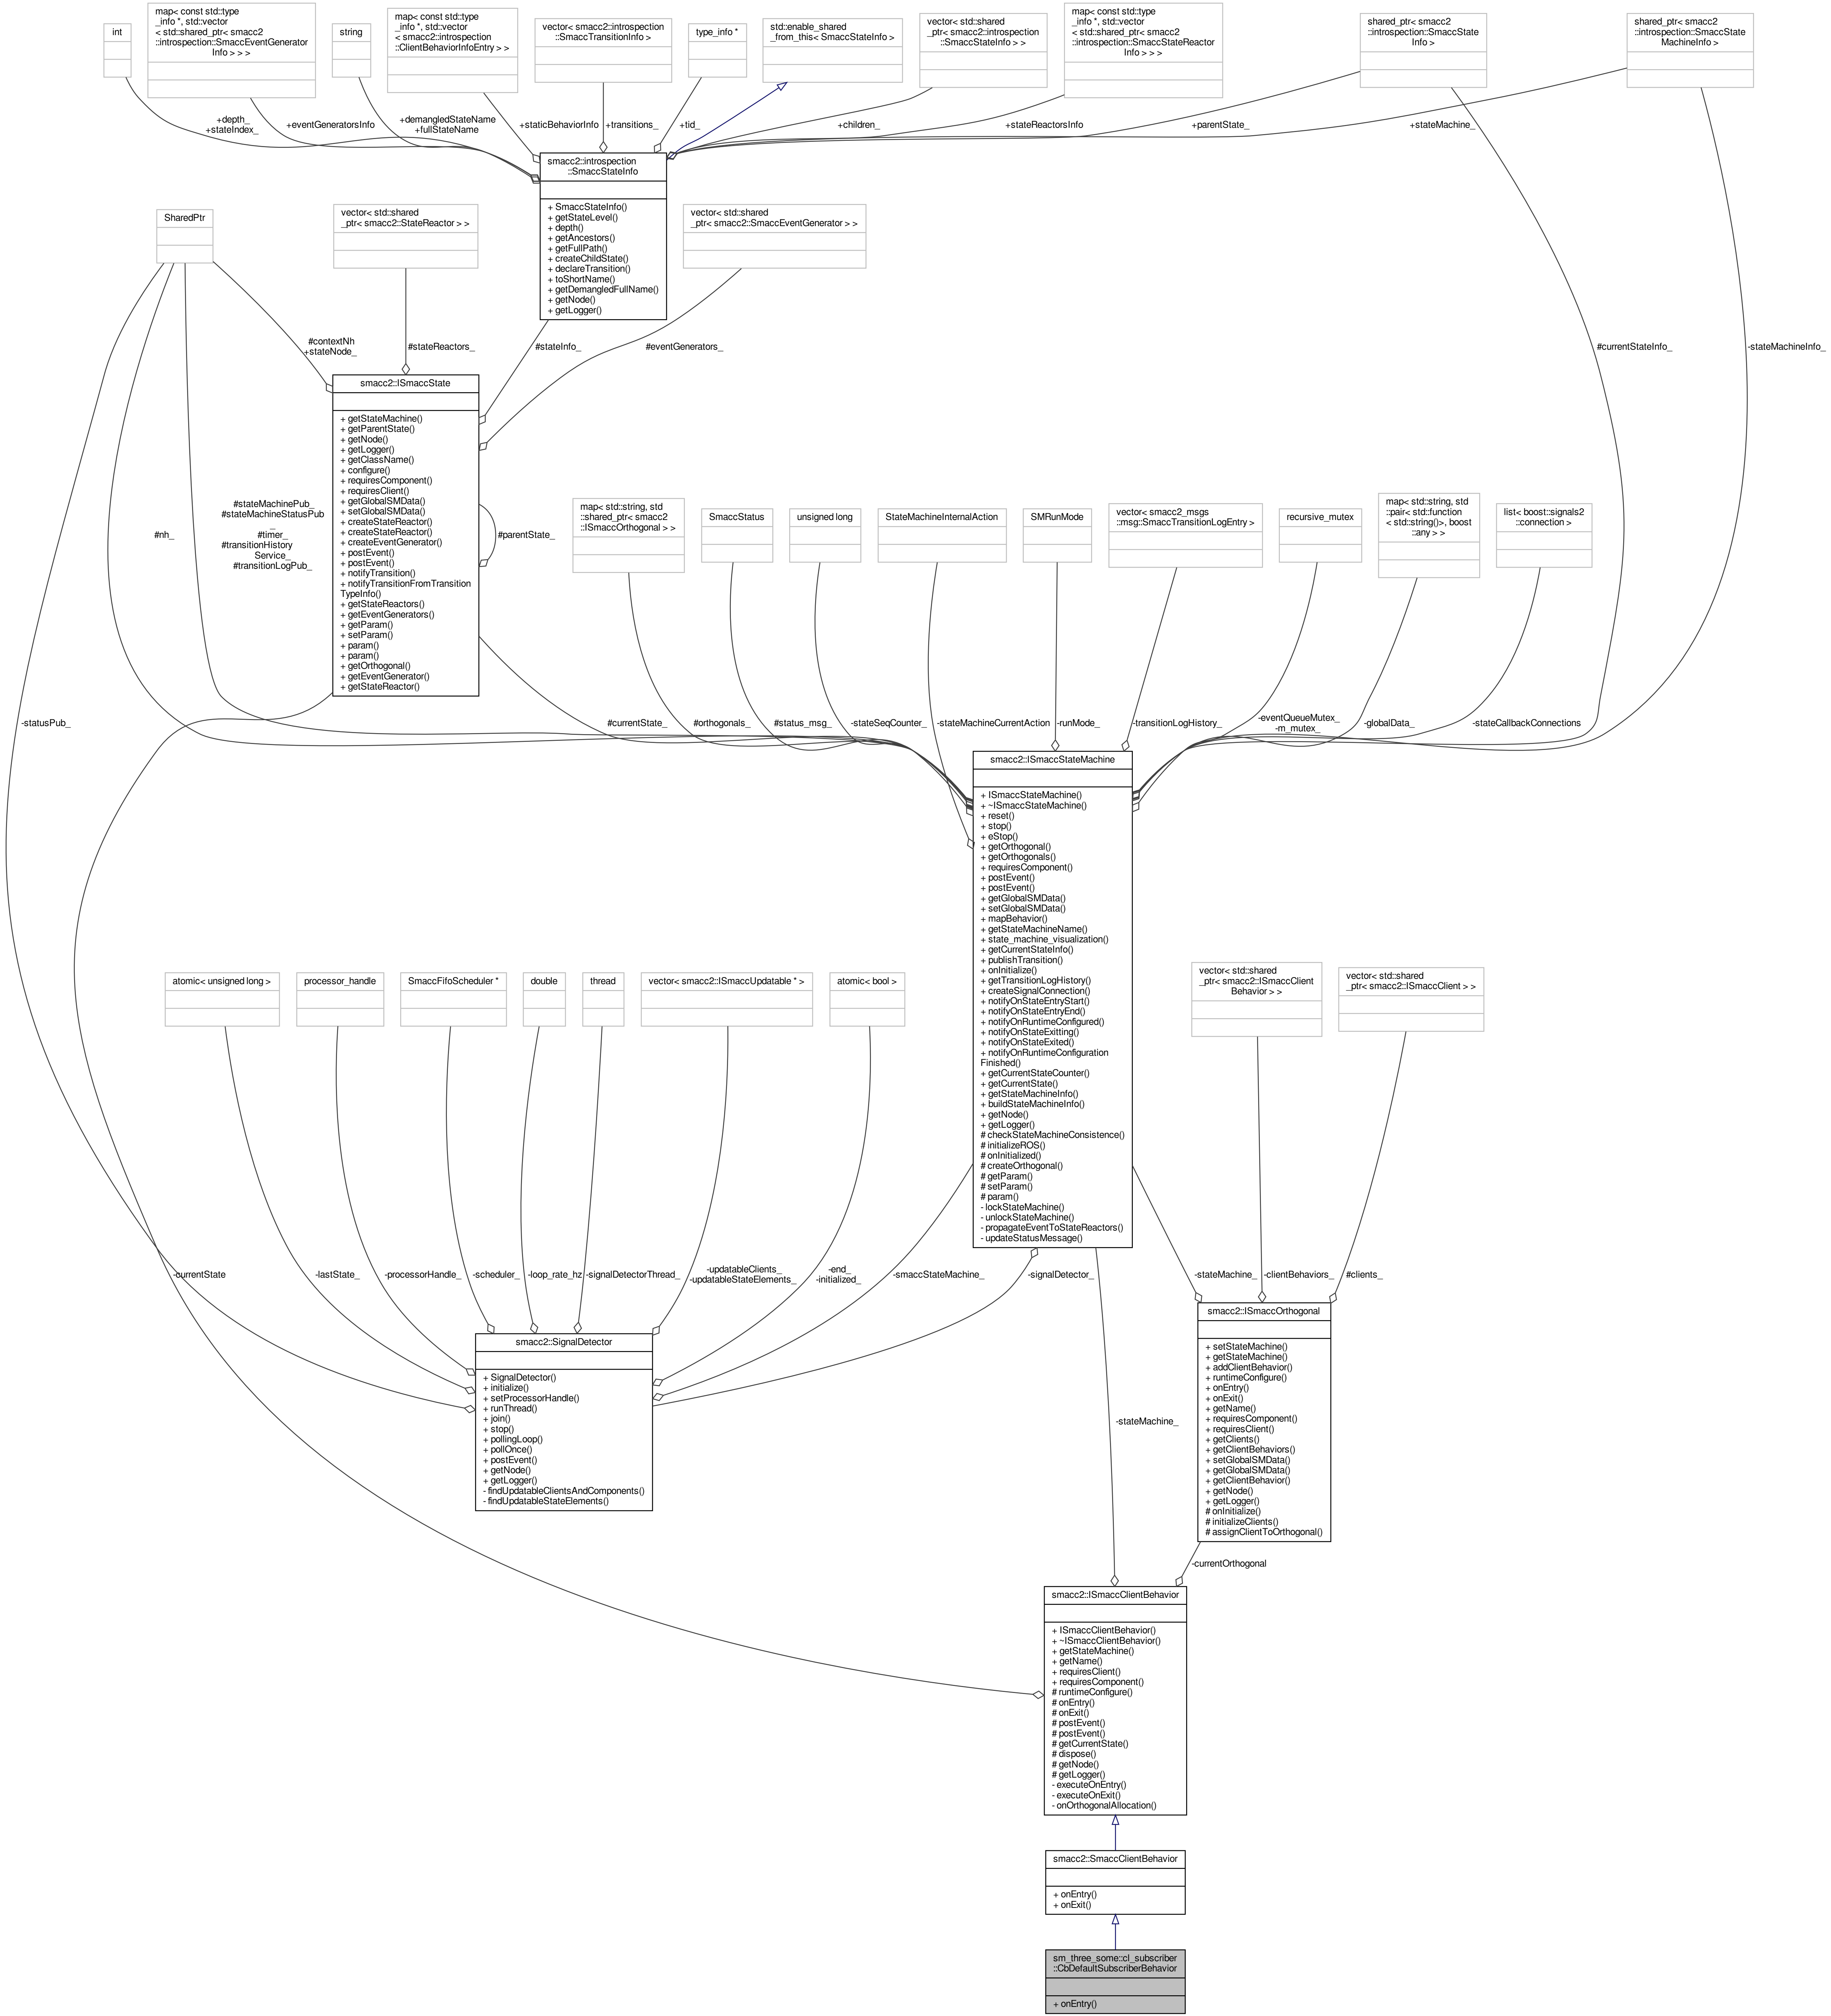 int
map< const std::type
_info *, std::vector
< std::shared_ptr< smacc2
::introspection::SmaccEventGenerator
Info > > >
string
map< const std::type
_info *, std::vector
< smacc2::introspection
::ClientBehaviorInfoEntry > >
vector< smacc2::introspection
::SmaccTransitionInfo >
type_info *
std::enable_shared
_from_this< SmaccStateInfo >
vector< std::shared
_ptr< smacc2::introspection
::SmaccStateInfo > >
map< const std::type
_info *, std::vector
< std::shared_ptr< smacc2
::introspection::SmaccStateReactor
Info > > >
shared_ptr< smacc2
::introspection::SmaccState
Info >
shared_ptr< smacc2
::introspection::SmaccState
MachineInfo >
+depth_
+stateIndex_
+eventGeneratorsInfo
+demangledStateName
+fullStateName
+staticBehaviorInfo
+transitions_
+tid_
+children_
+stateReactorsInfo
+parentState_
+stateMachine_
smacc2::introspection
::SmaccStateInfo
+ SmaccStateInfo()
+ getStateLevel()
+ depth()
+ getAncestors()
+ getFullPath()
+ createChildState()
+ declareTransition()
+ toShortName()
+ getDemangledFullName()
+ getNode()
+ getLogger()
SharedPtr
vector< std::shared
_ptr< smacc2::StateReactor > >
vector< std::shared
_ptr< smacc2::SmaccEventGenerator > >
#contextNh
+stateNode_
#stateReactors_
#stateInfo_
#eventGenerators_
#currentStateInfo_
-stateMachineInfo_
smacc2::ISmaccState
+ getStateMachine()
+ getParentState()
+ getNode()
+ getLogger()
+ getClassName()
+ configure()
+ requiresComponent()
+ requiresClient()
+ getGlobalSMData()
+ setGlobalSMData()
+ createStateReactor()
+ createStateReactor()
+ createEventGenerator()
+ postEvent()
+ postEvent()
+ notifyTransition()
+ notifyTransitionFromTransition
TypeInfo()
+ getStateReactors()
+ getEventGenerators()
+ getParam()
+ setParam()
+ param()
+ param()
+ getOrthogonal()
+ getEventGenerator()
+ getStateReactor()
#nh_
#stateMachinePub_
#stateMachineStatusPub
_
#timer_
#transitionHistory
Service_
#transitionLogPub_
#parentState_
map< std::string, std
::shared_ptr< smacc2
::ISmaccOrthogonal > >
SmaccStatus
unsigned long
StateMachineInternalAction
SMRunMode
vector< smacc2_msgs
::msg::SmaccTransitionLogEntry >
recursive_mutex
map< std::string, std
::pair< std::function
< std::string()>, boost
::any > >
list< boost::signals2
::connection >
-statusPub_
#currentState_
#orthogonals_
#status_msg_
-stateSeqCounter_
-stateMachineCurrentAction
-runMode_
-transitionLogHistory_
-eventQueueMutex_
-m_mutex_
-globalData_
-stateCallbackConnections
smacc2::ISmaccStateMachine
+ ISmaccStateMachine()
+ ~ISmaccStateMachine()
+ reset()
+ stop()
+ eStop()
+ getOrthogonal()
+ getOrthogonals()
+ requiresComponent()
+ postEvent()
+ postEvent()
+ getGlobalSMData()
+ setGlobalSMData()
+ mapBehavior()
+ getStateMachineName()
+ state_machine_visualization()
+ getCurrentStateInfo()
+ publishTransition()
+ onInitialize()
+ getTransitionLogHistory()
+ createSignalConnection()
+ notifyOnStateEntryStart()
+ notifyOnStateEntryEnd()
+ notifyOnRuntimeConfigured()
+ notifyOnStateExitting()
+ notifyOnStateExited()
+ notifyOnRuntimeConfiguration
Finished()
+ getCurrentStateCounter()
+ getCurrentState()
+ getStateMachineInfo()
+ buildStateMachineInfo()
+ getNode()
+ getLogger()
# checkStateMachineConsistence()
# initializeROS()
# onInitialized()
# createOrthogonal()
# getParam()
# setParam()
# param()
- lockStateMachine()
- unlockStateMachine()
- propagateEventToStateReactors()
- updateStatusMessage()
atomic< unsigned long >
processor_handle
SmaccFifoScheduler *
double
thread
vector< smacc2::ISmaccUpdatable * >
atomic< bool >
vector< std::shared
_ptr< smacc2::ISmaccClient
Behavior > >
vector< std::shared
_ptr< smacc2::ISmaccClient > >
-currentState
-lastState_
-processorHandle_
-scheduler_
-loop_rate_hz
-signalDetectorThread_
-updatableClients_
-updatableStateElements_
-end_
-initialized_
-smaccStateMachine_
-signalDetector_
-stateMachine_
-clientBehaviors_
#clients_
smacc2::SignalDetector
+ SignalDetector()
+ initialize()
+ setProcessorHandle()
+ runThread()
+ join()
+ stop()
+ pollingLoop()
+ pollOnce()
+ postEvent()
+ getNode()
+ getLogger()
- findUpdatableClientsAndComponents()
- findUpdatableStateElements()
smacc2::ISmaccOrthogonal
+ setStateMachine()
+ getStateMachine()
+ addClientBehavior()
+ runtimeConfigure()
+ onEntry()
+ onExit()
+ getName()
+ requiresComponent()
+ requiresClient()
+ getClients()
+ getClientBehaviors()
+ setGlobalSMData()
+ getGlobalSMData()
+ getClientBehavior()
+ getNode()
+ getLogger()
# onInitialize()
# initializeClients()
# assignClientToOrthogonal()
-stateMachine_
-currentOrthogonal
smacc2::ISmaccClientBehavior
+ ISmaccClientBehavior()
+ ~ISmaccClientBehavior()
+ getStateMachine()
+ getName()
+ requiresClient()
+ requiresComponent()
# runtimeConfigure()
# onEntry()
# onExit()
# postEvent()
# postEvent()
# getCurrentState()
# dispose()
# getNode()
# getLogger()
- executeOnEntry()
- executeOnExit()
- onOrthogonalAllocation()
smacc2::SmaccClientBehavior
+ onEntry()
+ onExit()
sm_three_some::cl_subscriber
::CbDefaultSubscriberBehavior
+ onEntry()